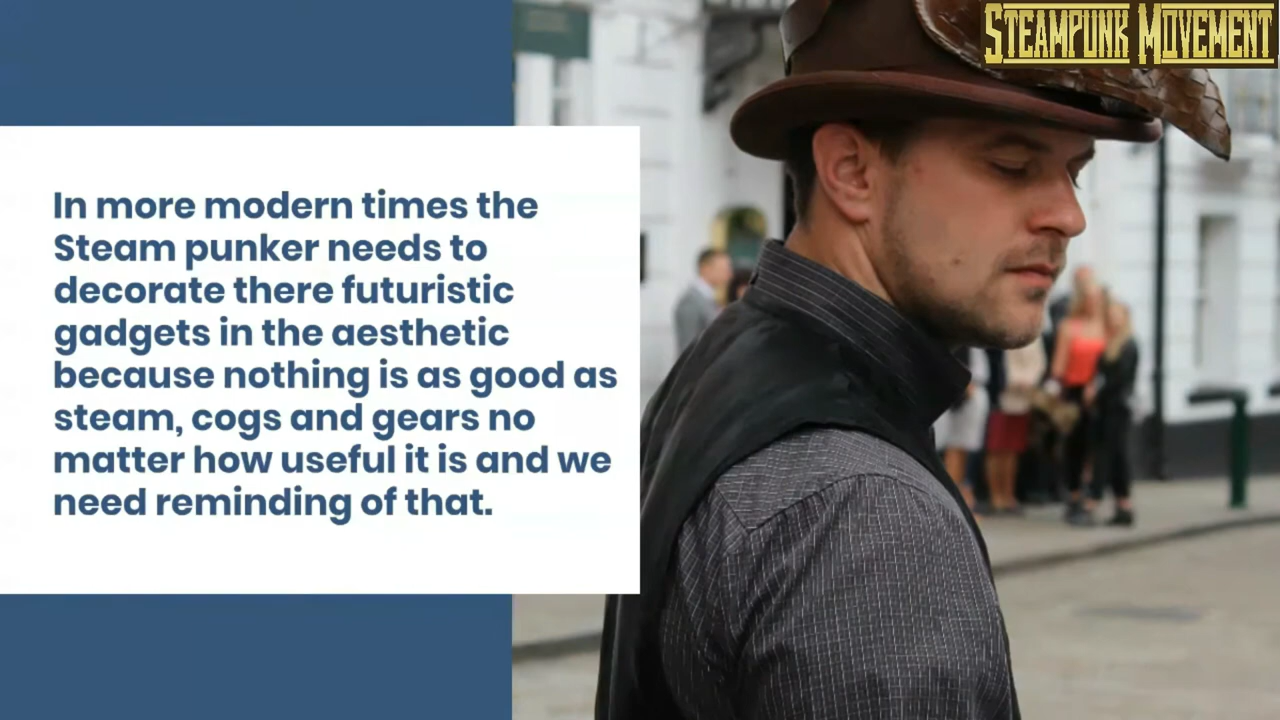 STEAMPUNK MOVEMENT
In more modern times the
Steam punker needs to
decorate there futuristic
gadgets in the aesthetic
because nothing is as good as
steam, cogs and gears no
matter how useful it is and we
need reminding of that.